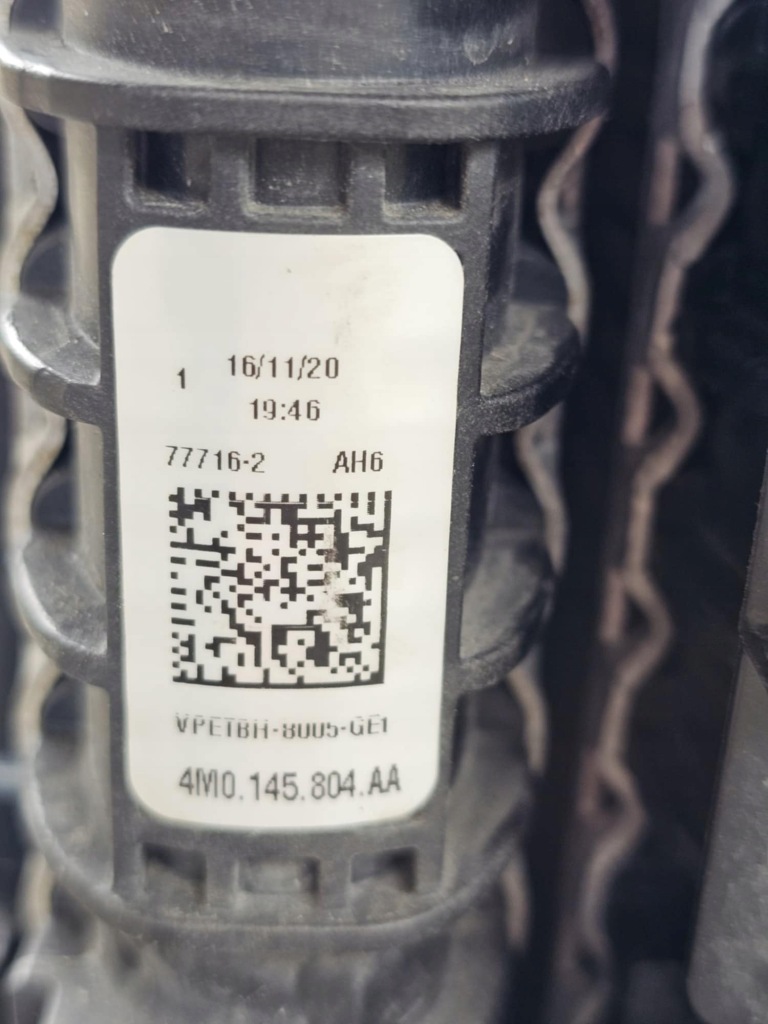 1 16/11/20
19:46
77716-2 AH6
VPETBH-8005-GE1
4M0.145.804.AA